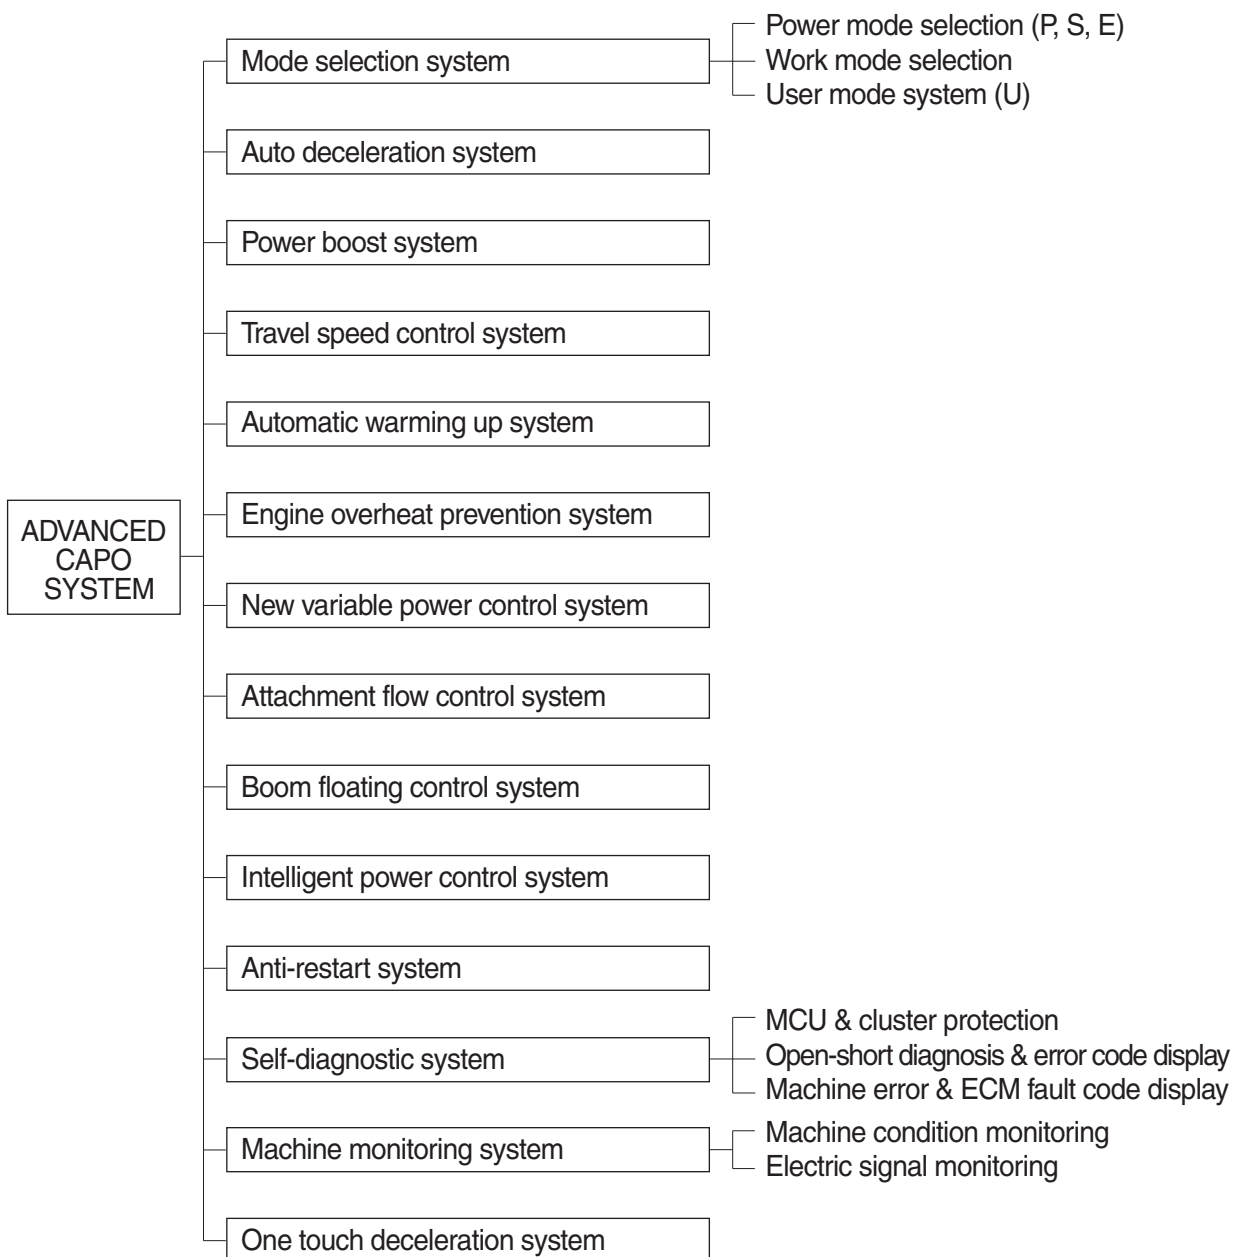 Power mode selection (P, S, E)
Mode selection system
Work mode selection
User mode system (U)
Auto deceleration system
Power boost system
Travel speed control system
Automatic warming up system
Engine overheat prevention system
ADVANCED
CAPO
SYSTEM
New variable power control system
Attachment flow control system
Boom floating control system
Intelligent power control system
Anti-restart system
MCU & cluster protection
Self-diagnostic system
Open-short diagnosis & error code display
Machine error & ECM fault code display
Machine monitoring system
Machine condition monitoring
Electric signal monitoring
One touch deceleration system